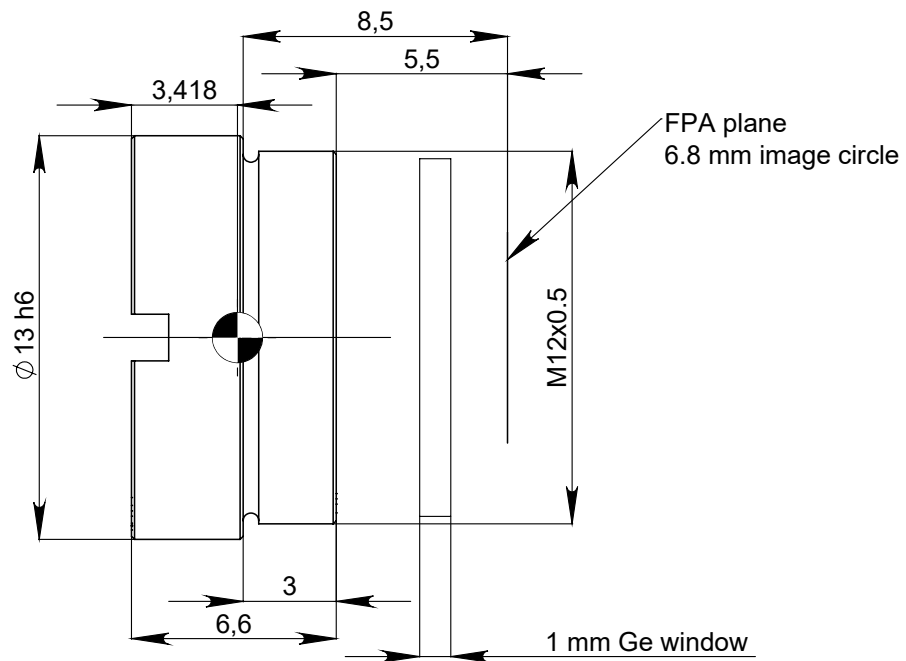 8,5
5,5
3,418
FPA plane
6.8 mm image circle
⌀ 13 h6
M12x0.5
3
6,6
1 mm Ge window